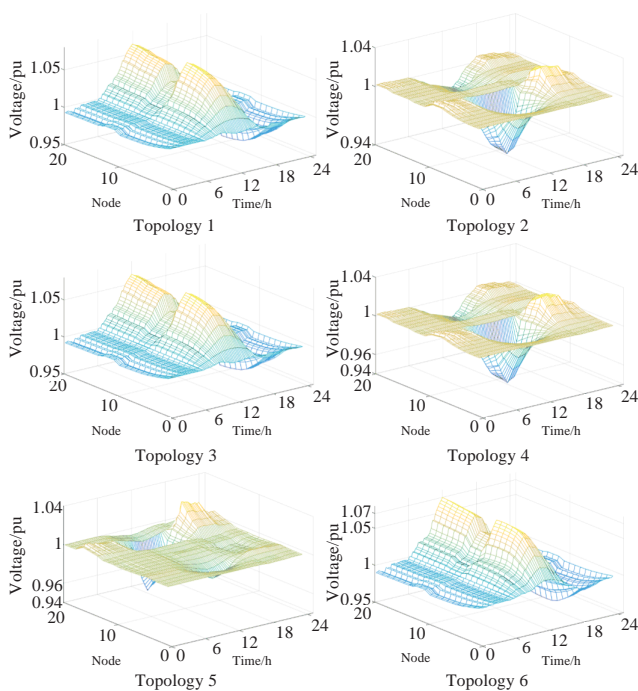 Voltage/pu
1.05
1
0.95
20
10
0
Node
0
6
12
18
24
Time/h
Topology 1
Voltage/pu
1.04
1
0.94
20
10
0
Node
0
6
12
18
24
Time/h
Topology 2
Voltage/pu
1.05
1
0.95
20
10
0
Node
0
6
12
18
24
Time/h
Topology 3
Voltage/pu
1.04
1
0.96
0.94
20
10
0
Node
0
6
12
18
24
Time/h
Topology 4
Voltage/pu
1.04
1
0.96
0.94
20
10
0
Node
0
6
12
18
24
Time/h
Topology 5
Voltage/pu
1.07
1.05
1
0.95
20
10
0
Node
0
6
12
18
24
Time/h
Topology 6